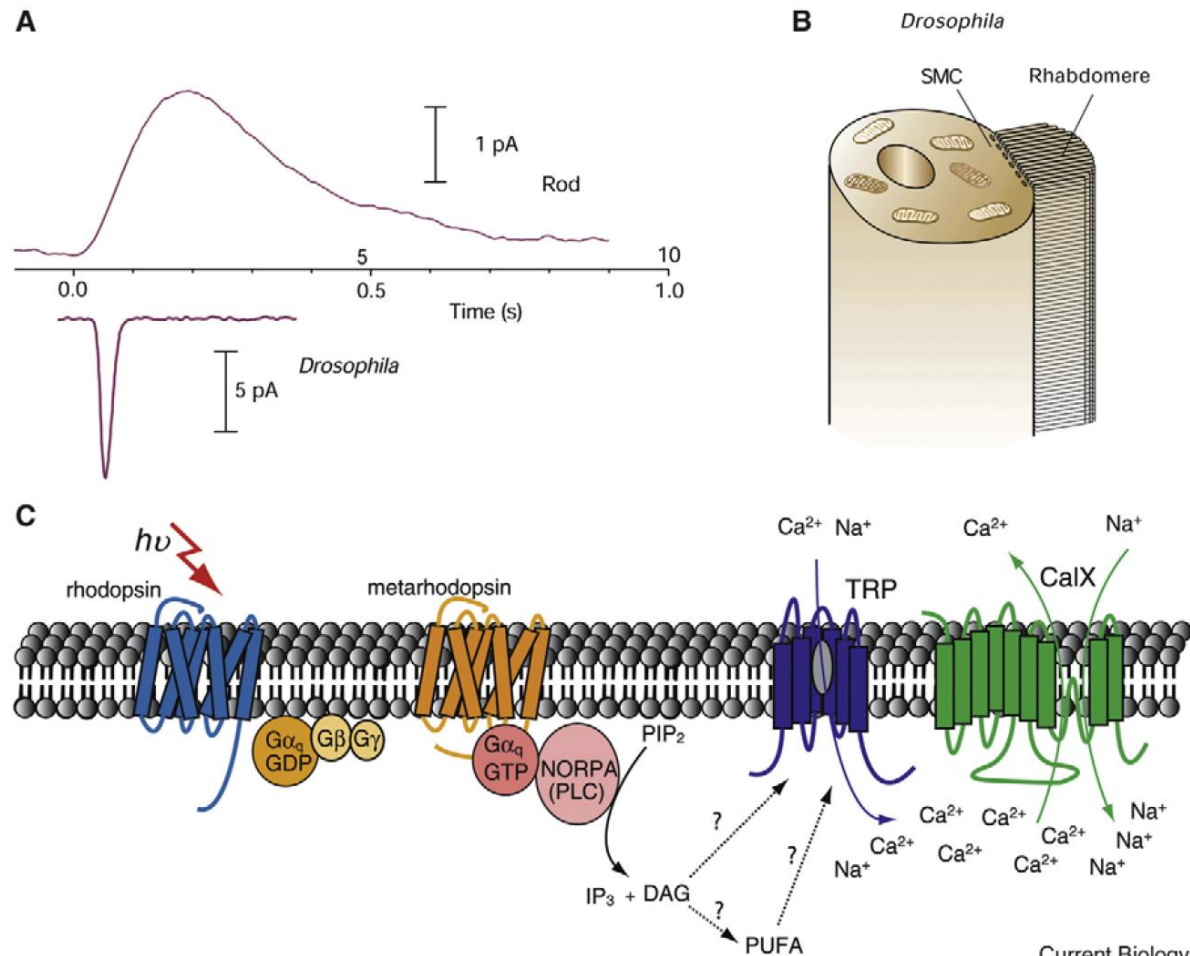 A
1 pA
Rod
5
10
0.0
0.5
1.0
Time (s)
Drosophila
5 pA
B
Drosophila
SMC
Rhabdomere
C
hυ
rhodopsin
metarhodopsin
Ca²⁺ Na⁺
TRP
Ca²⁺
CalX
Na⁺
Gαq
GDP
Gβ
Gγ
Gαq
GTP
NORPA
(PLC)
PIP₂
IP₃ + DAG
?
?
?
PUFA
Na⁺
Ca²⁺
Ca²⁺
Ca²⁺
Ca²⁺
Ca²⁺
Ca²⁺
Na⁺
Na⁺
Na⁺
Current Biology